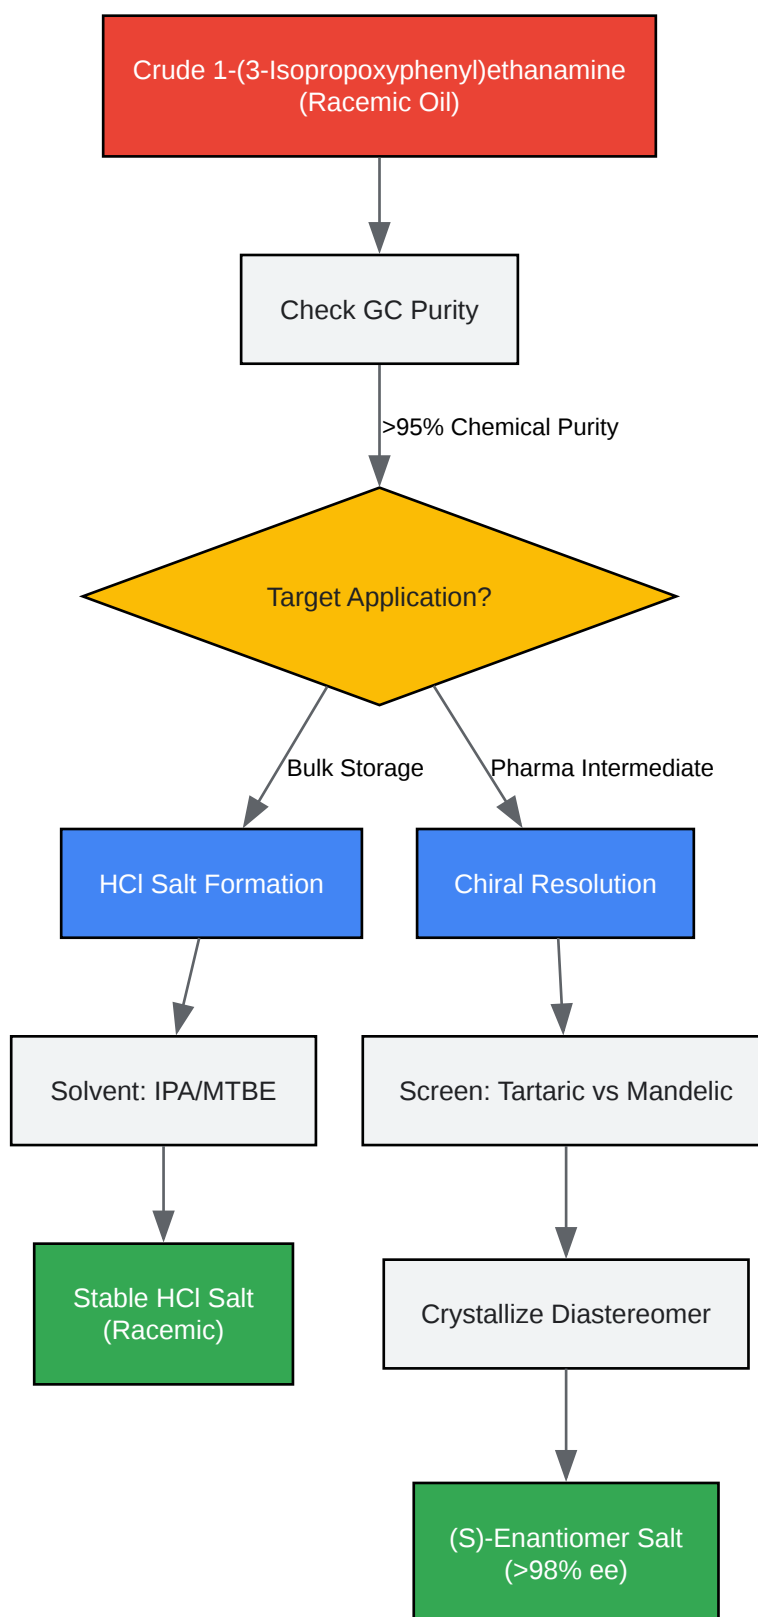 Crude 1-(3-Isopropoxyphenyl)ethanamine
(Racemic Oil)
Check GC Purity
>95% Chemical Purity
Target Application?
Bulk Storage
Pharma Intermediate
HCl Salt Formation
Chiral Resolution
Solvent: IPA/MTBE
Screen: Tartaric vs Mandelic
Stable HCl Salt
(Racemic)
Crystallize Diastereomer
(S)-Enantiomer Salt
(>98% ee)